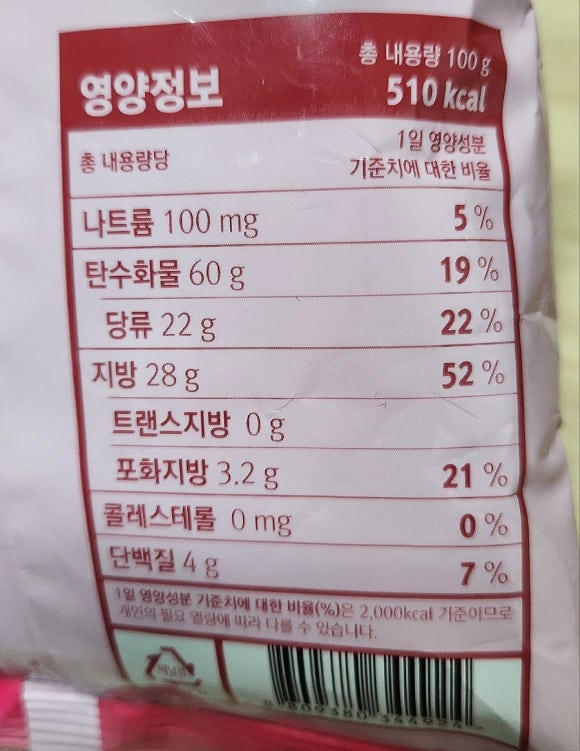 영양정보
총 내용량 100 g
510 kcal
총 내용량당
1일 영양성분
기준치에 대한 비율
나트륨 100 mg 5 %
탄수화물 60 g 19 %
당류 22 g 22 %
지방 28 g 52 %
트랜스지방 0 g
포화지방 3.2 g 21 %
콜레스테롤 0 mg 0 %
단백질 4 g 7 %
1일 영양성분 기준치에 대한 비율(%)은 2,000kcal 기준이므로
개인의 필요 열량에 따라 다를 수 있습니다.
비닐류